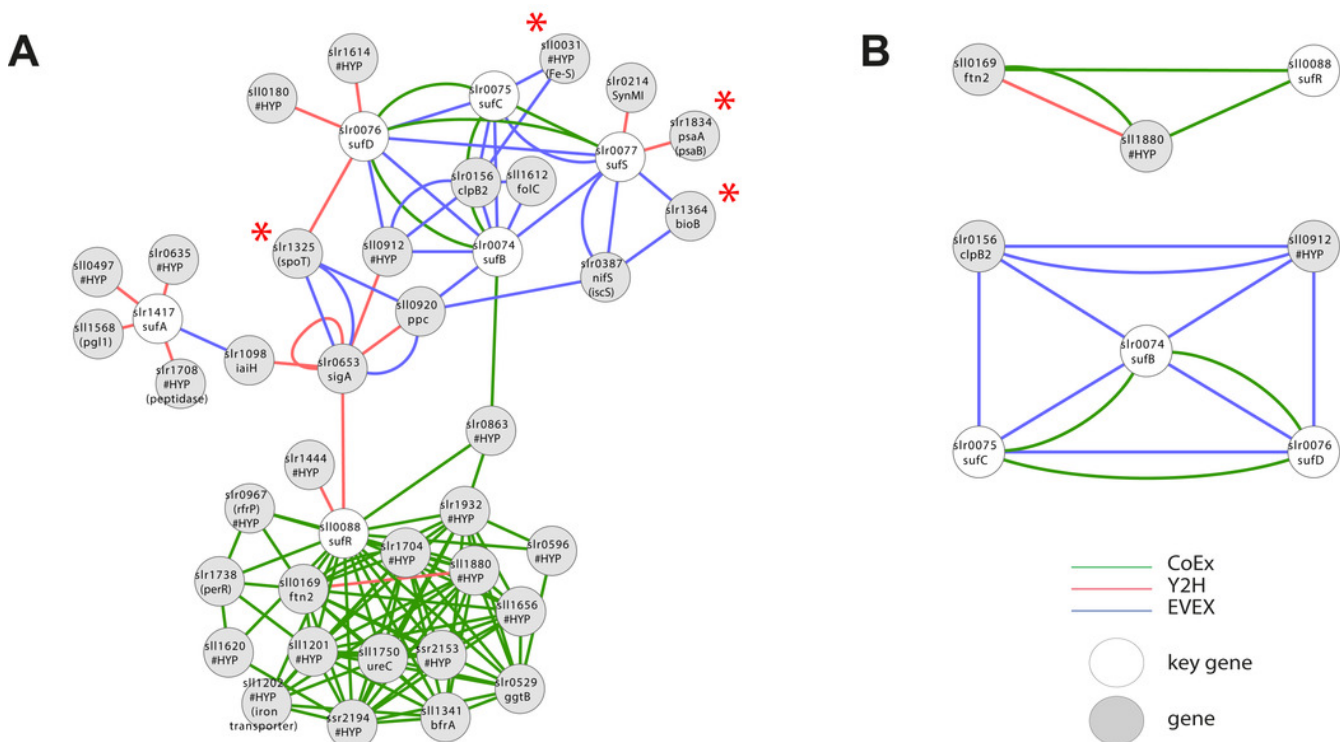 A
B
*
sll0031
#HYP
(Fe-S)
slr1614
#HYP
slr0214
SynMI
*
sll0180
#HYP
slr0075
sufC
slr1834
psaA
(psaB)
slr0076
sufD
slr0077
sufS
slr0156
clpB2
sll1612
folC
*
slr1364
bioB
*
slr1325
(spoT)
sll0912
#HYP
slr0074
sufB
slr0387
nifS
(iscS)
slr0635
#HYP
sll0497
#HYP
sll0920
ppc
slr1417
sufA
sll1568
(pgl1)
slr1098
iaiH
slr0653
sigA
slr1708
#HYP
(peptidase)
slr0863
#HYP
slr1444
#HYP
slr0967
(rfrP)
#HYP
sll0088
sufR
slr1932
#HYP
slr1704
#HYP
slr0596
#HYP
sll1880
#HYP
slr1738
(perR)
sll0169
ftn2
sll1656
#HYP
sll1620
#HYP
sll1201
#HYP
sll1750
ureC
ssr2153
#HYP
slr0529
ggtB
sll1202
#HYP
(iron
transporter)
ssr2194
#HYP
sll1341
bfrA
sll0169
ftn2
sll0088
sufR
sll1880
#HYP
slr0156
clpB2
sll0912
#HYP
slr0074
sufB
slr0075
sufC
slr0076
sufD
CoEx
Y2H
EVEX
key gene
gene